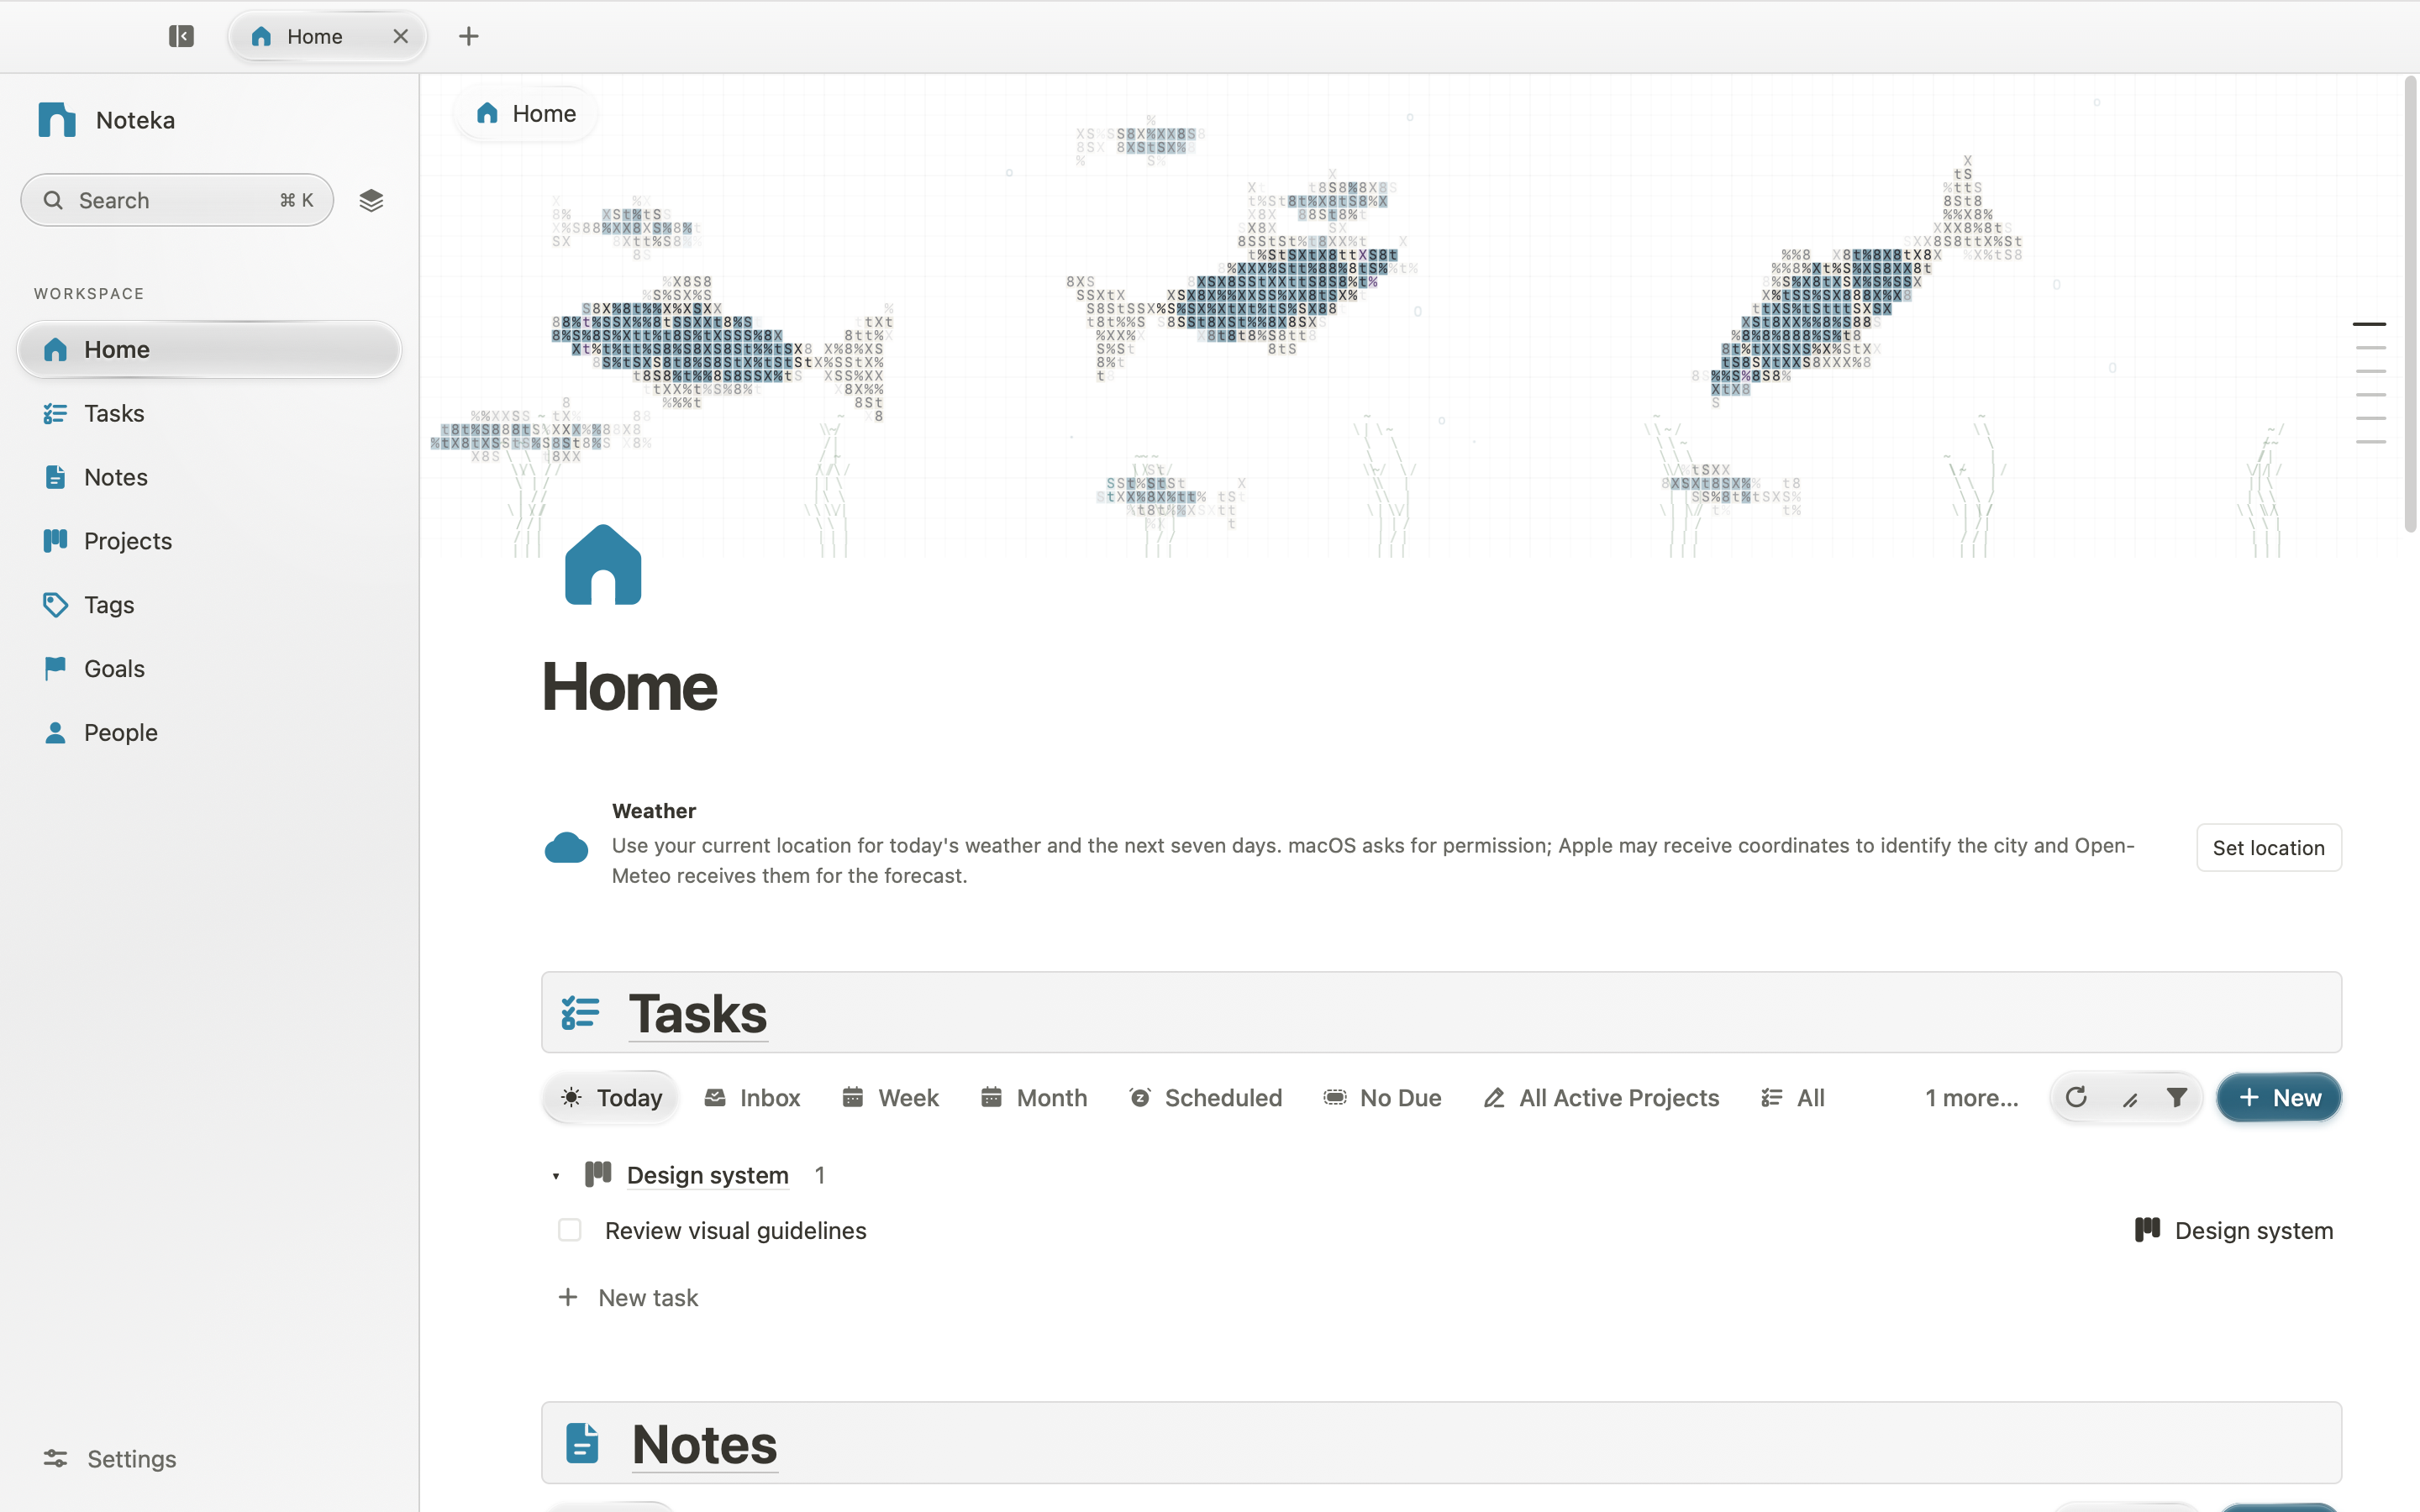 Home
Noteka
Search
⌘ K
WORKSPACE
Home
Tasks
Notes
Projects
Tags
Goals
People
Settings
Home
Home
Weather
Use your current location for today's weather and the next seven days. macOS asks for permission; Apple may receive coordinates to identify the city and Open-
Meteo receives them for the forecast.
Set location
Tasks
Today Inbox Week Month Scheduled No Due All Active Projects All 1 more... New
Design system 1
Review visual guidelines Design system
New task
Notes